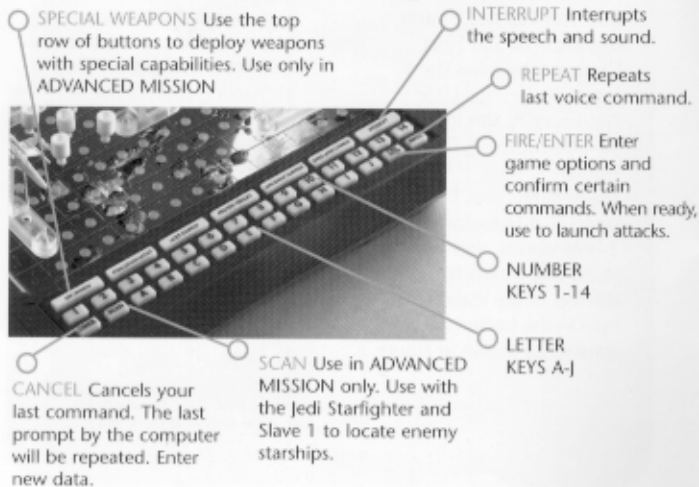 SPECIAL WEAPONS Use the top
row of buttons to deploy weapons
with special capabilities. Use only in
ADVANCED MISSION
INTERRUPT Interrupts
the speech and sound.
REPEAT Repeats
last voice command.
FIRE/ENTER Enter
game options and
confirm certain
commands. When ready,
use to launch attacks.
NUMBER
KEYS 1-14
LETTER
KEYS A-J
SCAN Use in ADVANCED
MISSION only. Use with
the Jedi Starfighter and
Slave 1 to locate enemy
starships.
CANCEL Cancels your
last command. The last
prompt by the computer
will be repeated. Enter
new data.